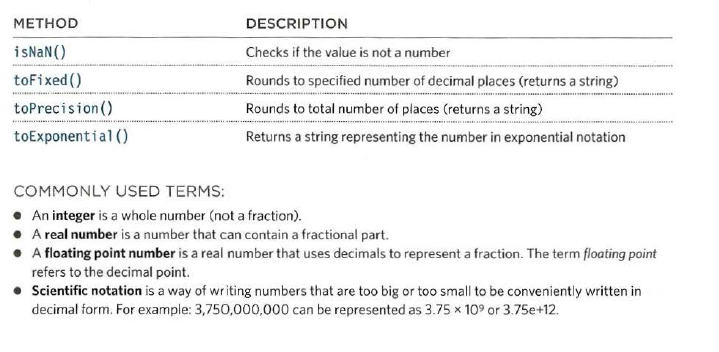 METHOD DESCRIPTION
isNaN() Checks if the value is not a number
toFixed() Rounds to specified number of decimal places (returns a string)
toPrecision() Rounds to total number of places (returns a string)
toExponential() Returns a string representing the number in exponential notation
COMMONLY USED TERMS:
● An integer is a whole number (not a fraction).
● A real number is a number that can contain a fractional part.
● A floating point number is a real number that uses decimals to represent a fraction. The term floating point
refers to the decimal point.
● Scientific notation is a way of writing numbers that are too big or too small to be conveniently written in
decimal form. For example: 3,750,000,000 can be represented as 3.75 × 10⁹ or 3.75e+12.